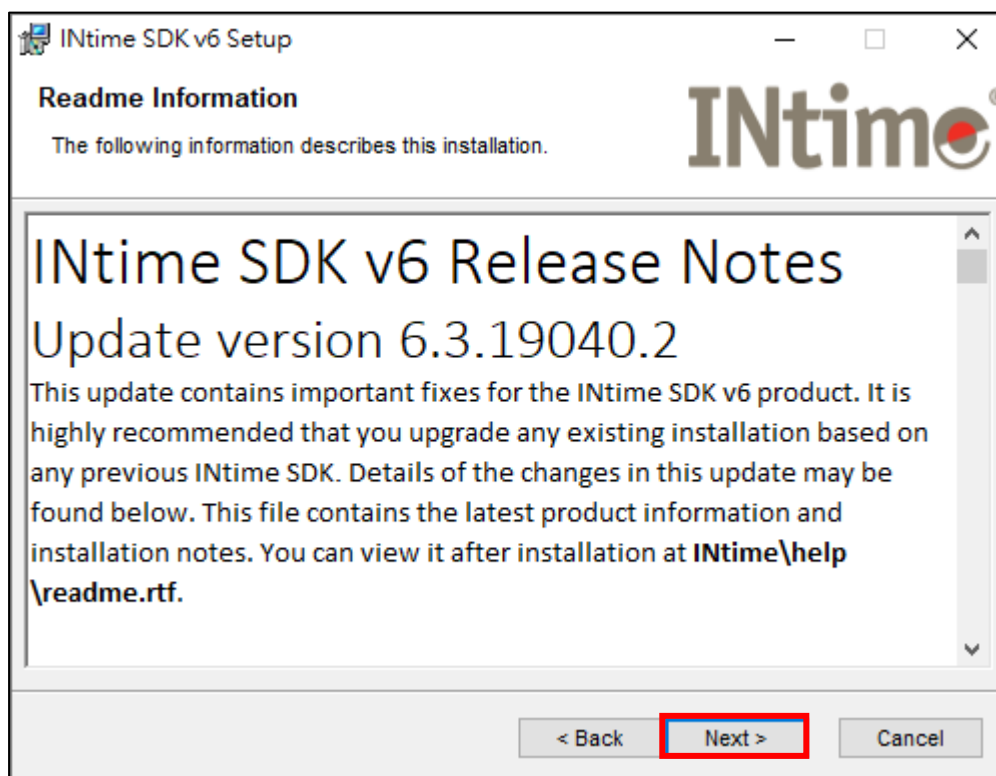 INtime SDK v6 Setup
Readme Information
INtime®
The following information describes this installation.
INtime SDK v6 Release Notes
Update version 6.3.19040.2
This update contains important fixes for the INtime SDK v6 product. It is
highly recommended that you upgrade any existing installation based on
any previous INtime SDK. Details of the changes in this update may be
found below. This file contains the latest product information and
installation notes. You can view it after installation at INtime\help
\readme.rtf.
< Back
Next >
Cancel